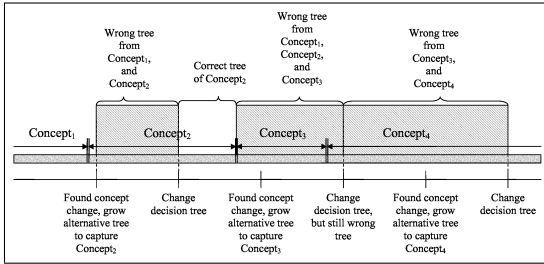 Wrong tree
from
Concept₁,
and
Concept₂
Correct tree
of Concept₂
Wrong tree
from
Concept₁,
Concept₂,
and
Concept₃
Wrong tree
from
Concept₃,
and
Concept₄
Concept₁
Concept₂
Concept₃
Concept₄
Found concept
change, grow
alternative tree
to capture
Concept₂
Change
decision tree
Found concept
change, grow
alternative tree
to capture
Concept₃
Change
decision tree,
but still wrong
tree
Found concept
change, grow
alternative tree
to capture
Concept₄
Change
decision tree